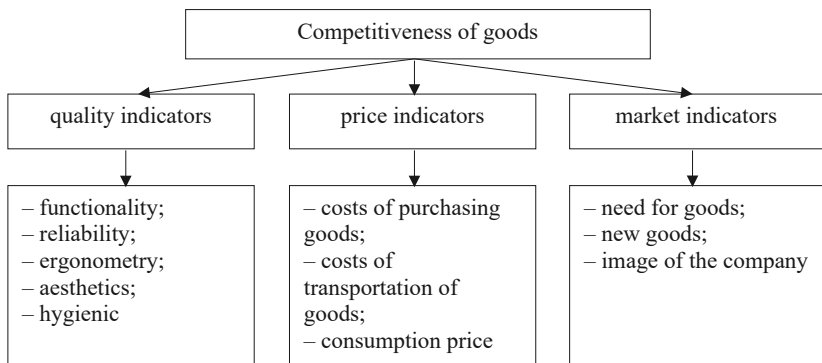 Competitiveness of goods
quality indicators
price indicators
market indicators
– functionality;
– reliability;
– ergonometry;
– aesthetics;
– hygienic
– costs of purchasing
goods;
– costs of
transportation of
goods;
– consumption price
– need for goods;
– new goods;
– image of the company